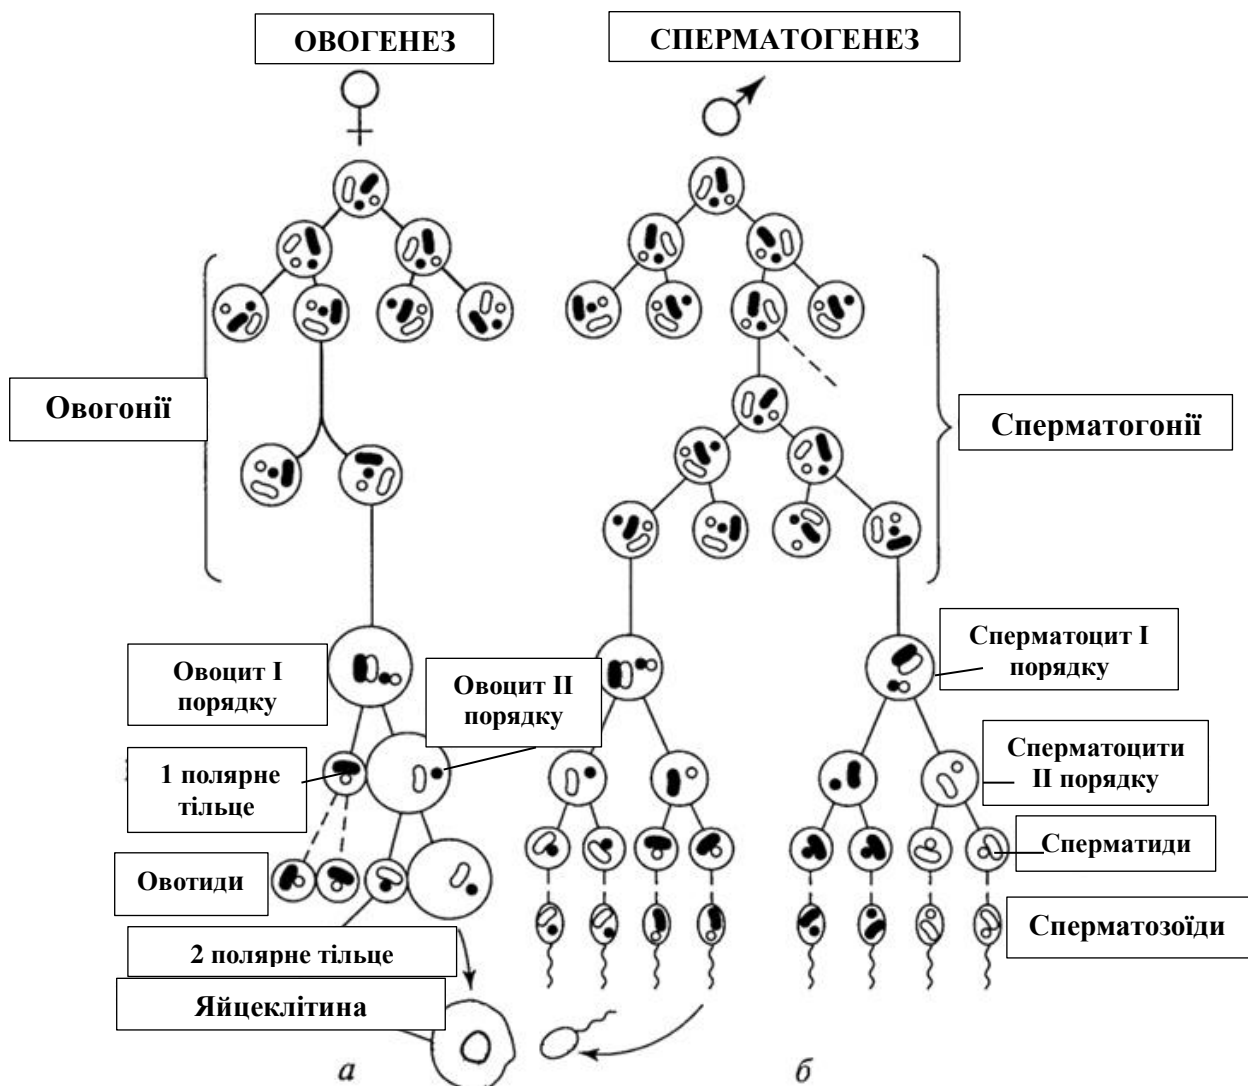 ОВОГЕНЕЗ
СПЕРМАТОГЕНЕЗ
Овогонії
Сперматогонії
Овоцит І
порядку
Овоцит ІІ
порядку
Сперматоцит І
порядку
1 полярне
тільце
Сперматоцити
ІІ порядку
Овотиди
Сперматиди
2 полярне тільце
Сперматозоїди
Яйцеклітина
а
б